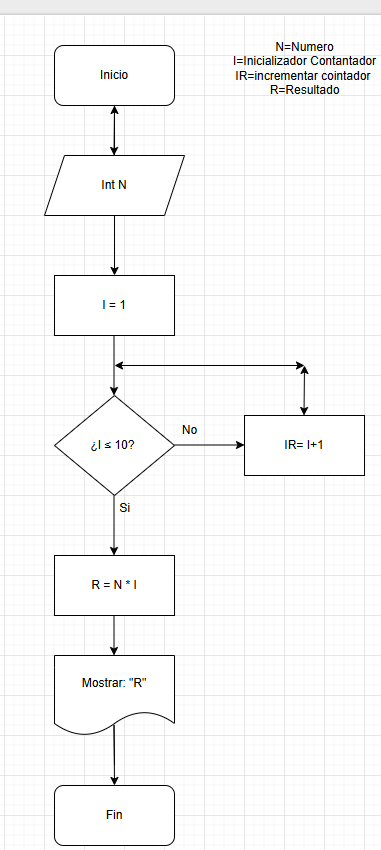 N=Numero
I=Inicializador Contantador
IR=incrementar cointador
R=Resultado
Inicio
Int N
I = 1
¿I ≤ 10?
No
IR= I+1
Si
R = N * I
Mostrar: "R"
Fin